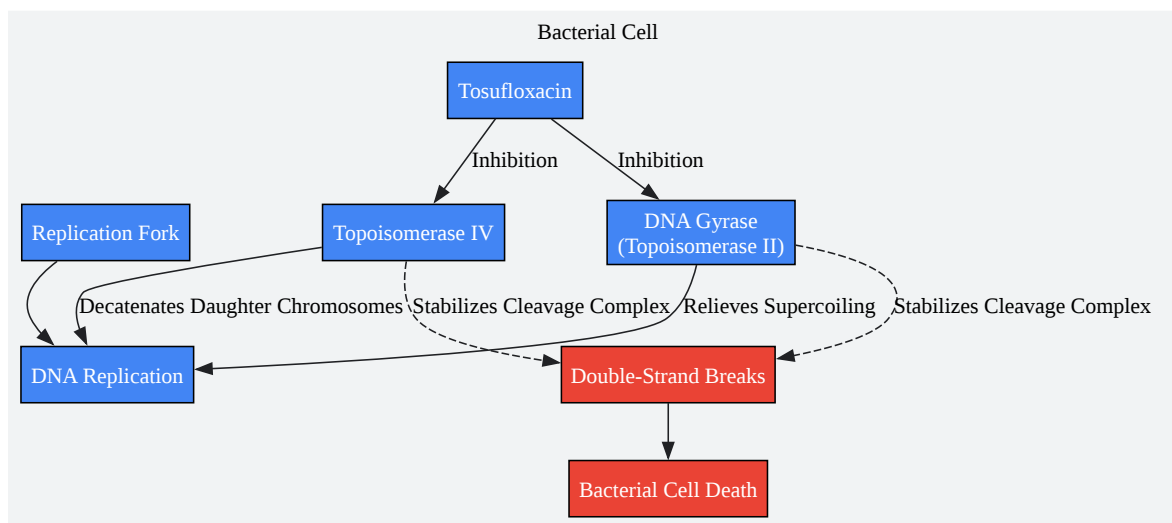 Bacterial Cell
Tosufloxacin
Inhibition
Inhibition
Replication Fork
Topoisomerase IV
DNA Gyrase
(Topoisomerase II)
Decatenates Daughter Chromosomes
Stabilizes Cleavage Complex
Relieves Supercoiling
Stabilizes Cleavage Complex
DNA Replication
Double-Strand Breaks
Bacterial Cell Death